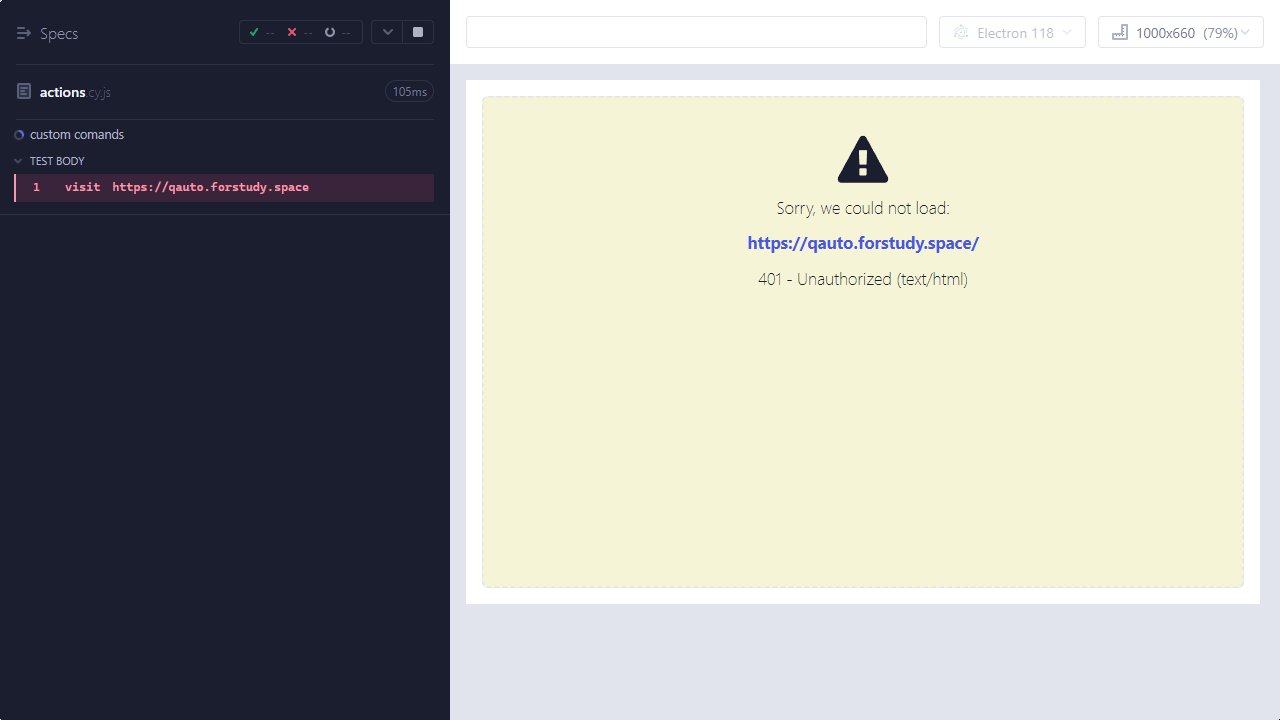 Specs
-- -- --
actions cy.js 105ms
custom comands
TEST BODY
1 visit https://qauto.forstudy.space
Electron 118
1000x660 (79%)
Sorry, we could not load:
https://qauto.forstudy.space/
401 - Unauthorized (text/html)